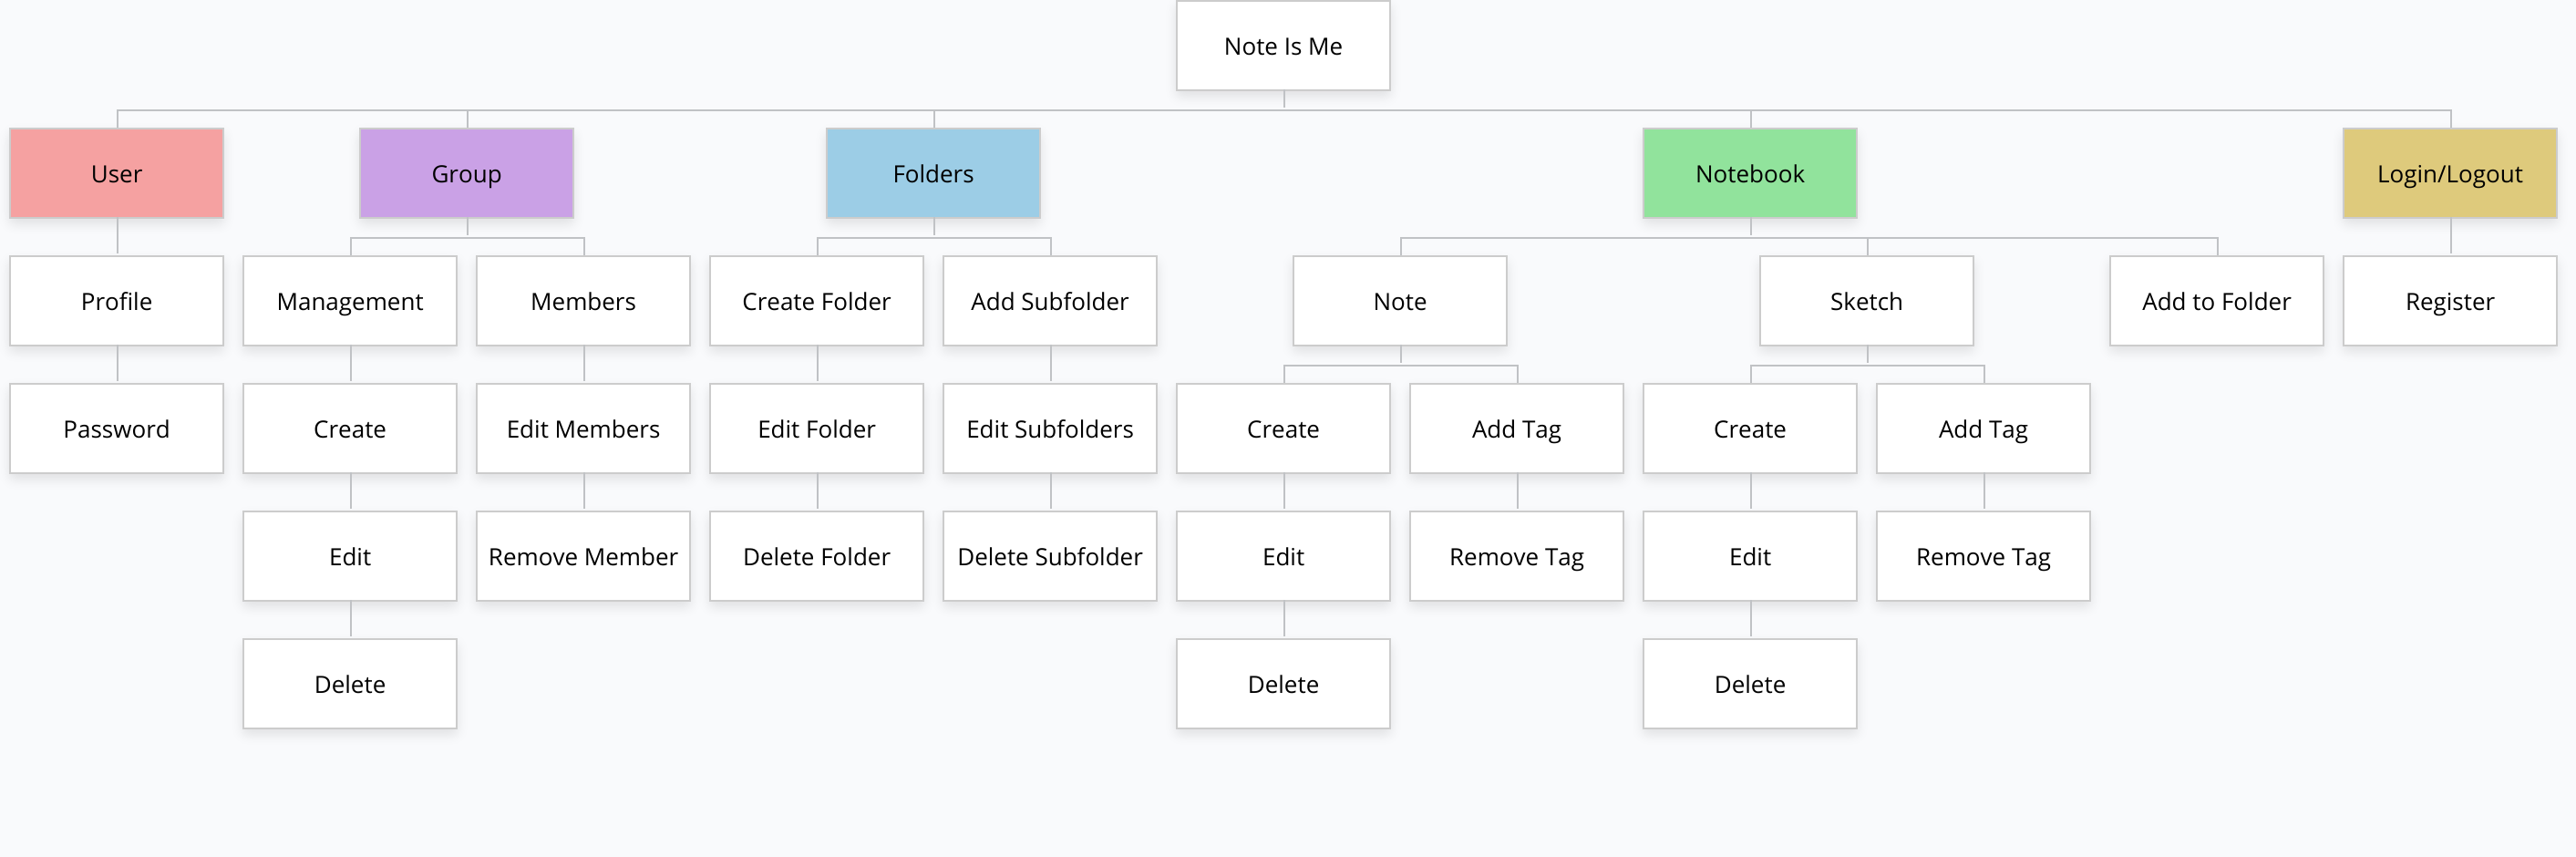 Note Is Me
User
Group
Folders
Notebook
Login/Logout
Profile
Management
Members
Create Folder
Add Subfolder
Note
Sketch
Add to Folder
Register
Password
Create
Edit Members
Edit Folder
Edit Subfolders
Create
Add Tag
Create
Add Tag
Edit
Remove Member
Delete Folder
Delete Subfolder
Edit
Remove Tag
Edit
Remove Tag
Delete
Delete
Delete